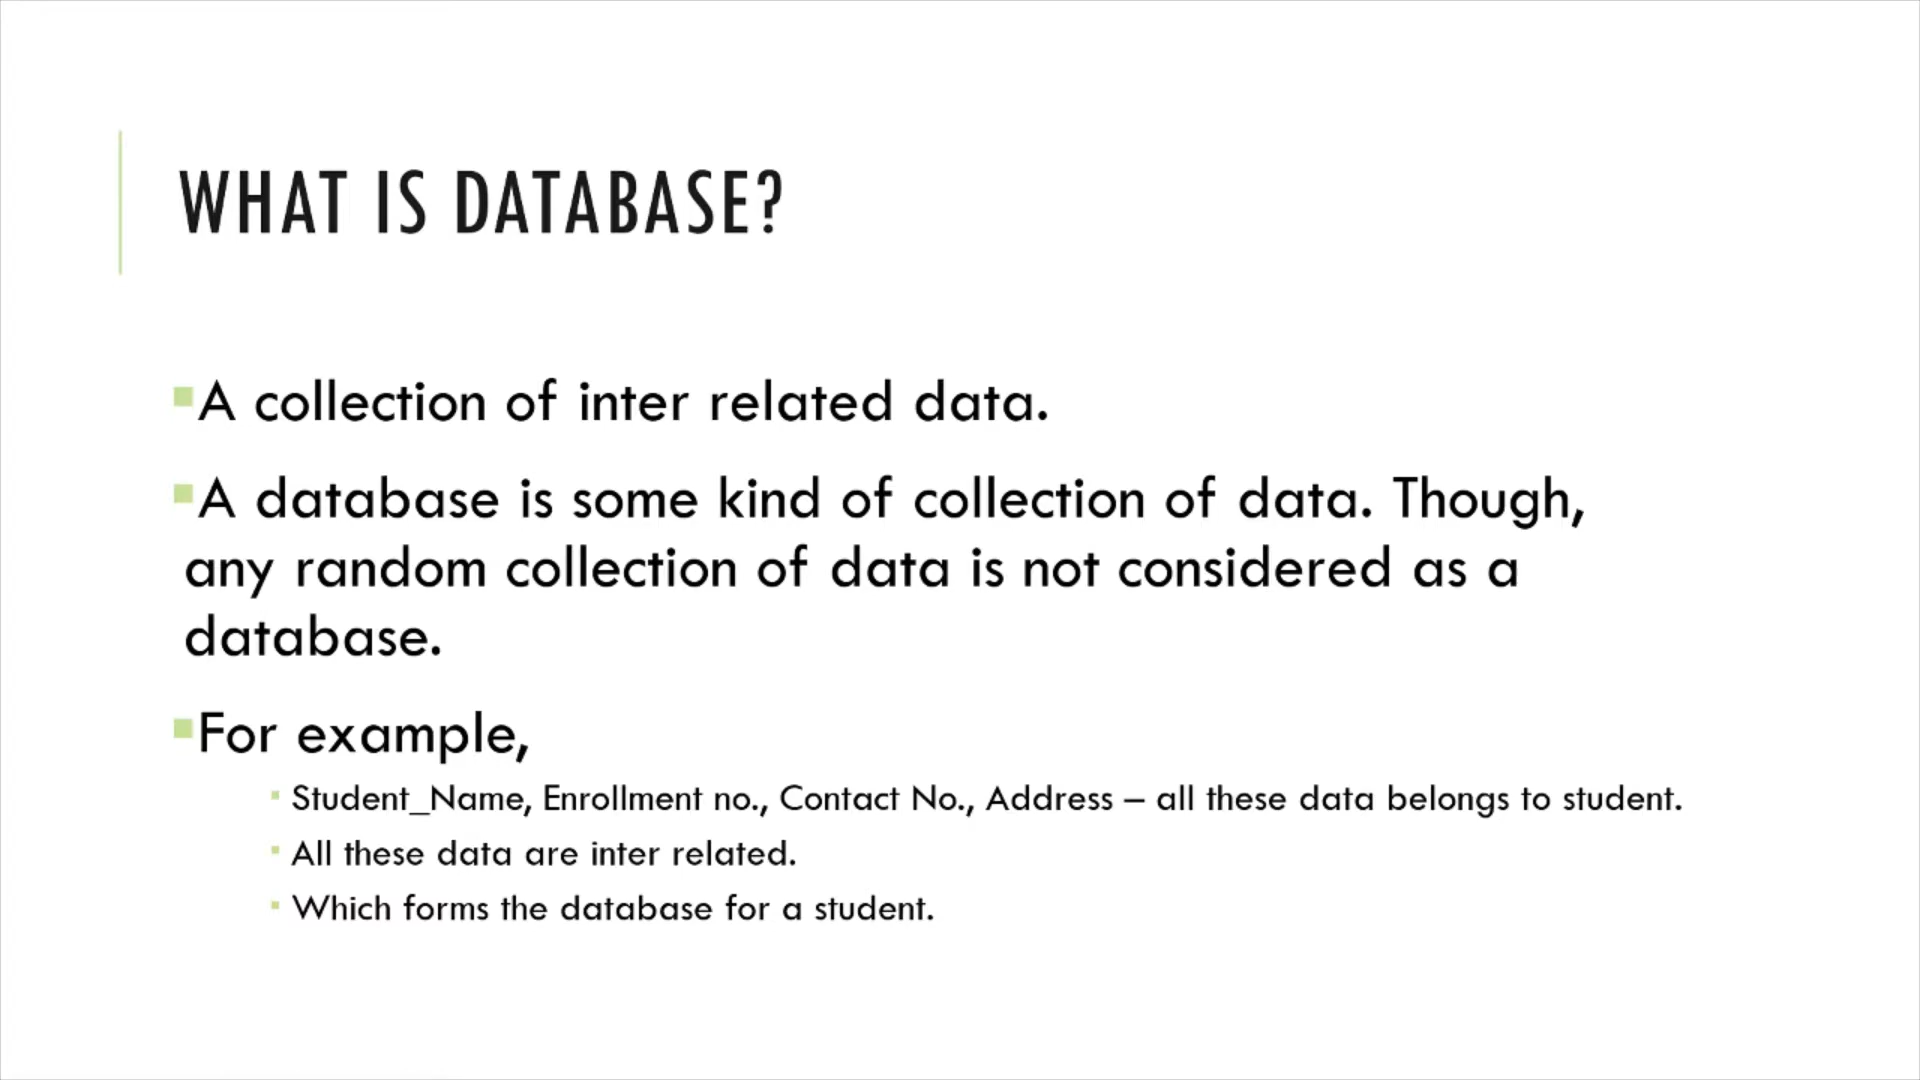 WHAT IS DATABASE?
▪A collection of inter related data.
▪A database is some kind of collection of data. Though,
any random collection of data is not considered as a
database.
▪For example,
▪ Student_Name, Enrollment no., Contact No., Address – all these data belongs to student.
▪ All these data are inter related.
▪ Which forms the database for a student.